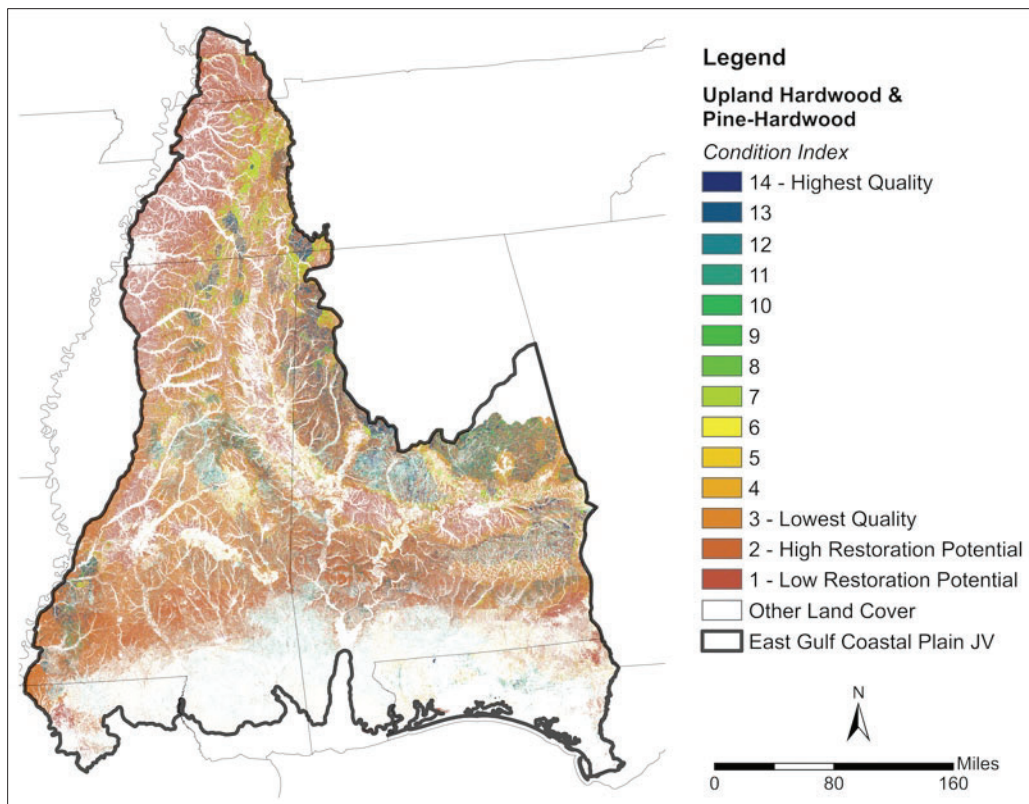 Legend
Upland Hardwood &
Pine-Hardwood
Condition Index
14 - Highest Quality
13
12
11
10
9
8
7
6
5
4
3 - Lowest Quality
2 - High Restoration Potential
1 - Low Restoration Potential
Other Land Cover
East Gulf Coastal Plain JV
N
Miles
0 80 160